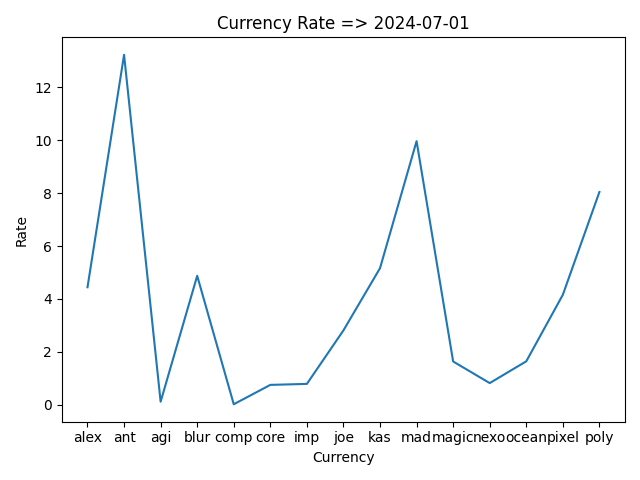 Currency Rate => 2024-07-01
Rate
12
10
8
6
4
2
0
alex ant agi blur comp core imp joe kas mad magic nexo ocean pixel poly
Currency